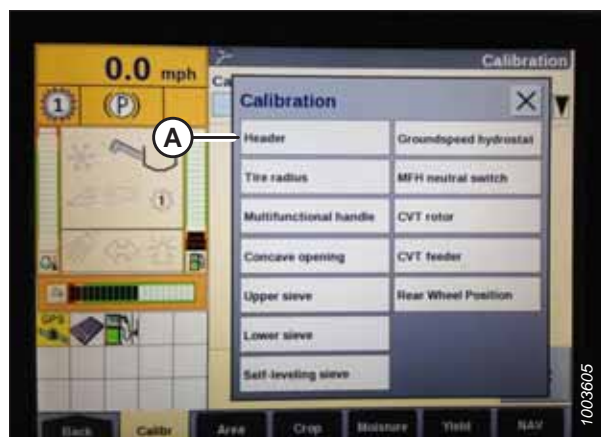 0.0 mph
Calibration
1
(P)
Ca
Calibration
A
Header
Groundspeed hydrostat
Tire radius
MFH neutral switch
1
Multifunctional handle
CVT rotor
Concave opening
CVT feeder
Upper sieve
Rear Wheel Position
GPS
Lower sieve
Self-leveling sieve
Back
Calibr
Area
Crop
Moisture
Yield
NAV
1003605